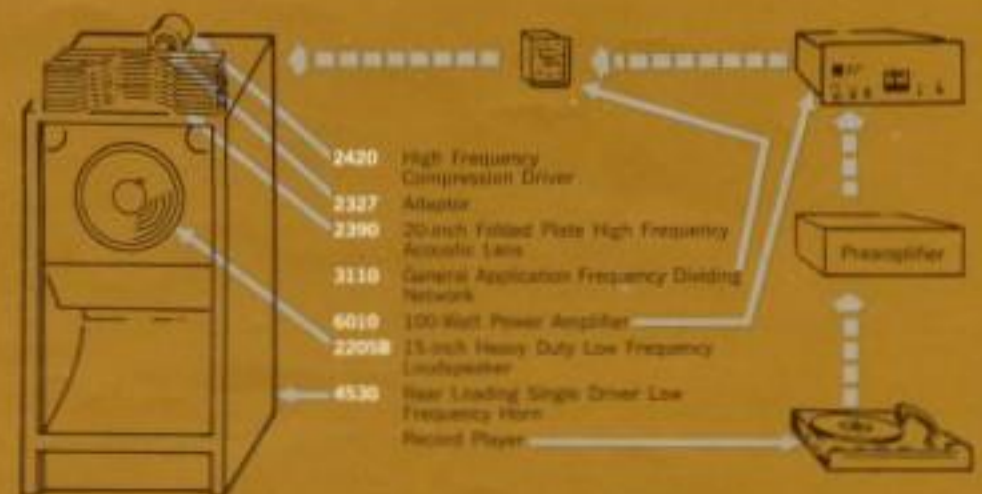 2420 High Frequency
Compression Driver
2327 Adaptor
2390 20-inch Folded Plate High Frequency
Acoustic Lens
3110 General Application Frequency Dividing
Network
6010 100-Watt Power Amplifier
2205B 15-inch Heavy Duty Low Frequency
Loudspeaker
4530 Rear Loading Single Driver Low
Frequency Horn
Record Player
Preamplifier